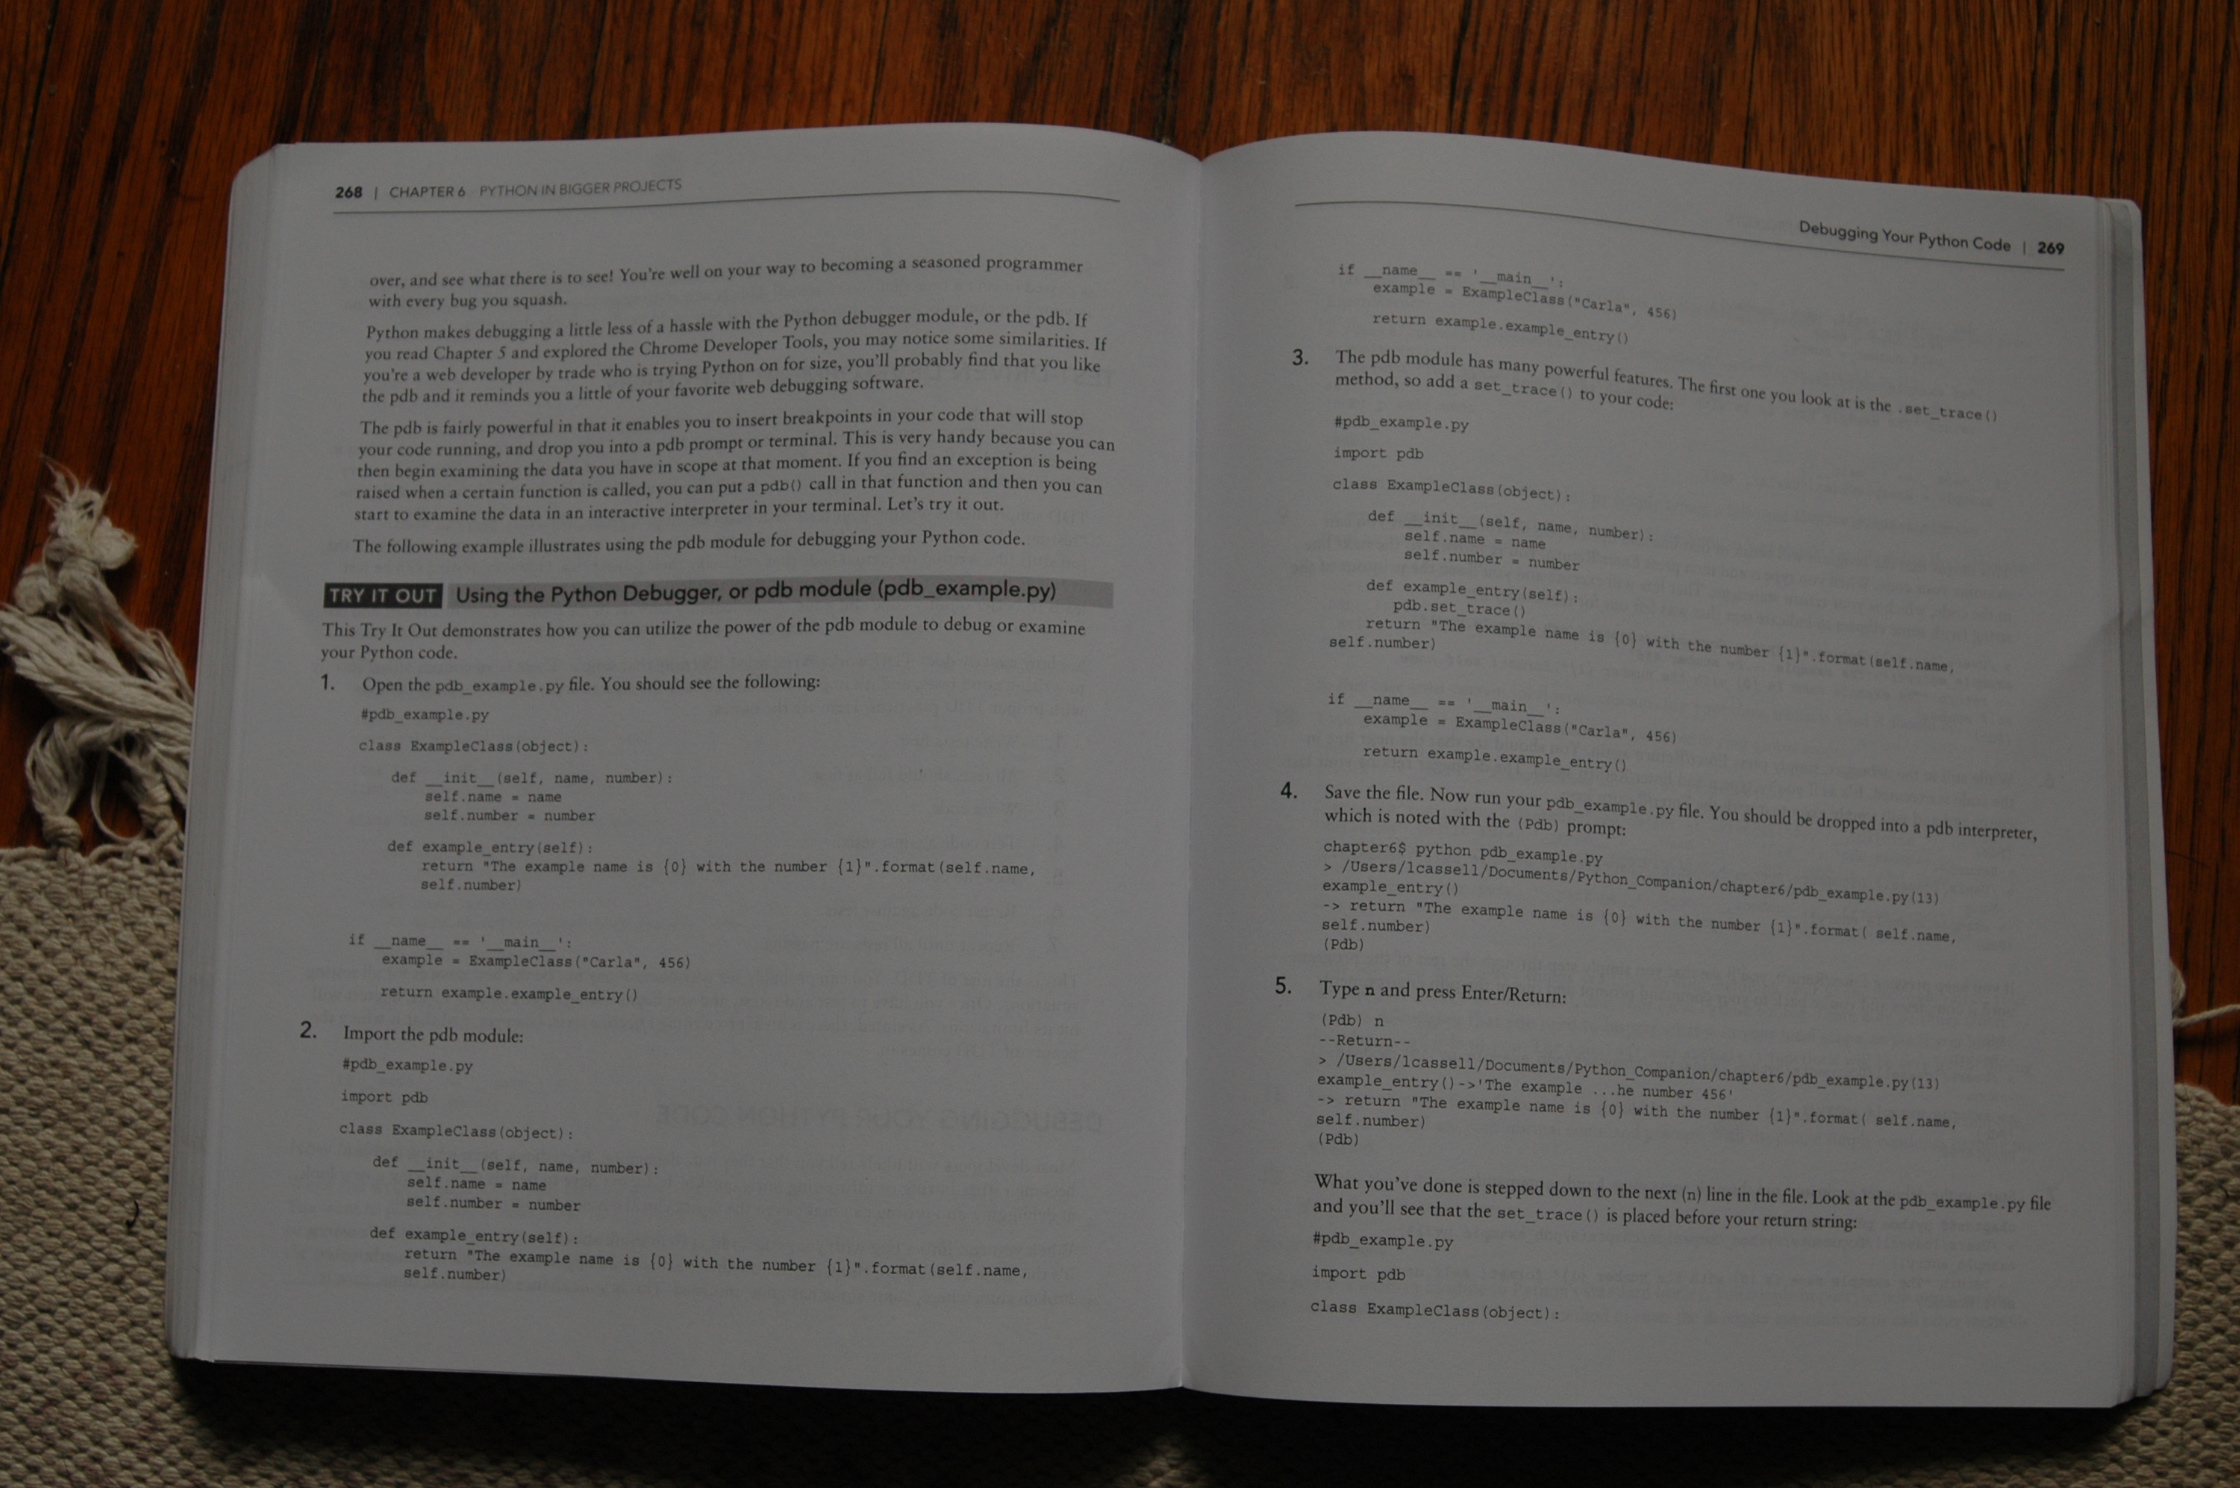 268 | CHAPTER 6 PYTHON IN BIGGER PROJECTS
over, and see what there is to see! You're well on your way to becoming a seasoned programmer
with every bug you squash.
Python makes debugging a little less of a hassle with the Python debugger module, or the pdb. If
you read Chapter 5 and explored the Chrome Developer Tools, you may notice some similarities. If
you're a web developer by trade who is trying Python on for size, you'll probably find that you like
the pdb and it reminds you a little of your favorite web debugging software.
The pdb is fairly powerful in that it enables you to insert breakpoints in your code that will stop
your code running, and drop you into a pdb prompt or terminal. This is very handy because you can
then begin examining the data you have in scope at that moment. If you find an exception is being
raised when a certain function is called, you can put a pdb() call in that function and then you can
start to examine the data in an interactive interpreter in your terminal. Let's try it out.
The following example illustrates using the pdb module for debugging your Python code.
TRY IT OUT Using the Python Debugger, or pdb module (pdb_example.py)
This Try It Out demonstrates how you can utilize the power of the pdb module to debug or examine
your Python code.
1. Open the pdb_example.py file. You should see the following:
#pdb_example.py
class ExampleClass(object):
def __init__(self, name, number):
self.name = name
self.number = number
def example_entry(self):
return "The example name is {0} with the number {1}".format(self.name,
self.number)
if __name__ == '__main__':
example = ExampleClass("Carla", 456)
return example.example_entry()
2. Import the pdb module:
#pdb_example.py
import pdb
class ExampleClass(object):
def __init__(self, name, number):
self.name = name
self.number = number
def example_entry(self):
return "The example name is {0} with the number {1}".format(self.name,
self.number)
Debugging Your Python Code | 269
if __name__ == '__main__':
example = ExampleClass("Carla", 456)
return example.example_entry()
3. The pdb module has many powerful features. The first one you look at is the .set_trace()
method, so add a set_trace() to your code:
#pdb_example.py
import pdb
class ExampleClass(object):
def __init__(self, name, number):
self.name = name
self.number = number
def example_entry(self):
pdb.set_trace()
return "The example name is {0} with the number {1}".format(self.name,
self.number)
if __name__ == '__main__':
example = ExampleClass("Carla", 456)
return example.example_entry()
4. Save the file. Now run your pdb_example.py file. You should be dropped into a pdb interpreter,
which is noted with the (Pdb) prompt:
chapter6$ python pdb_example.py
> /Users/lcassell/Documents/Python_Companion/chapter6/pdb_example.py(13)
example_entry()
-> return "The example name is {0} with the number {1}".format( self.name,
self.number)
(Pdb)
5. Type n and press Enter/Return:
(Pdb) n
--Return--
> /Users/lcassell/Documents/Python_Companion/chapter6/pdb_example.py(13)
example_entry()->'The example ...he number 456'
-> return "The example name is {0} with the number {1}".format( self.name,
self.number)
(Pdb)
What you've done is stepped down to the next (n) line in the file. Look at the pdb_example.py file
and you'll see that the set_trace() is placed before your return string:
#pdb_example.py
import pdb
class ExampleClass(object):